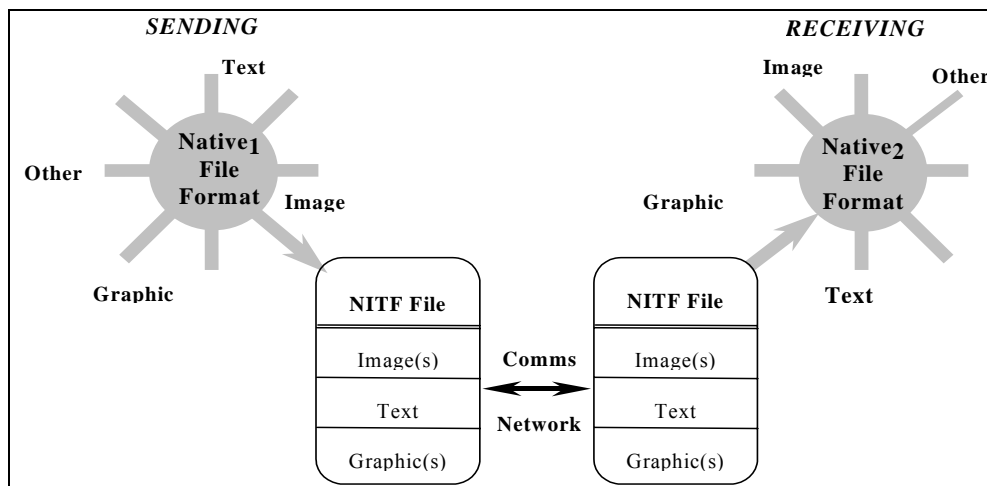 SENDING
RECEIVING
Text
Native1
File
Format
Other
Image
Graphic
Image
Other
Native2
File
Format
Graphic
Text
NITF File
Image(s)
Text
Graphic(s)
Comms
Network
NITF File
Image(s)
Text
Graphic(s)